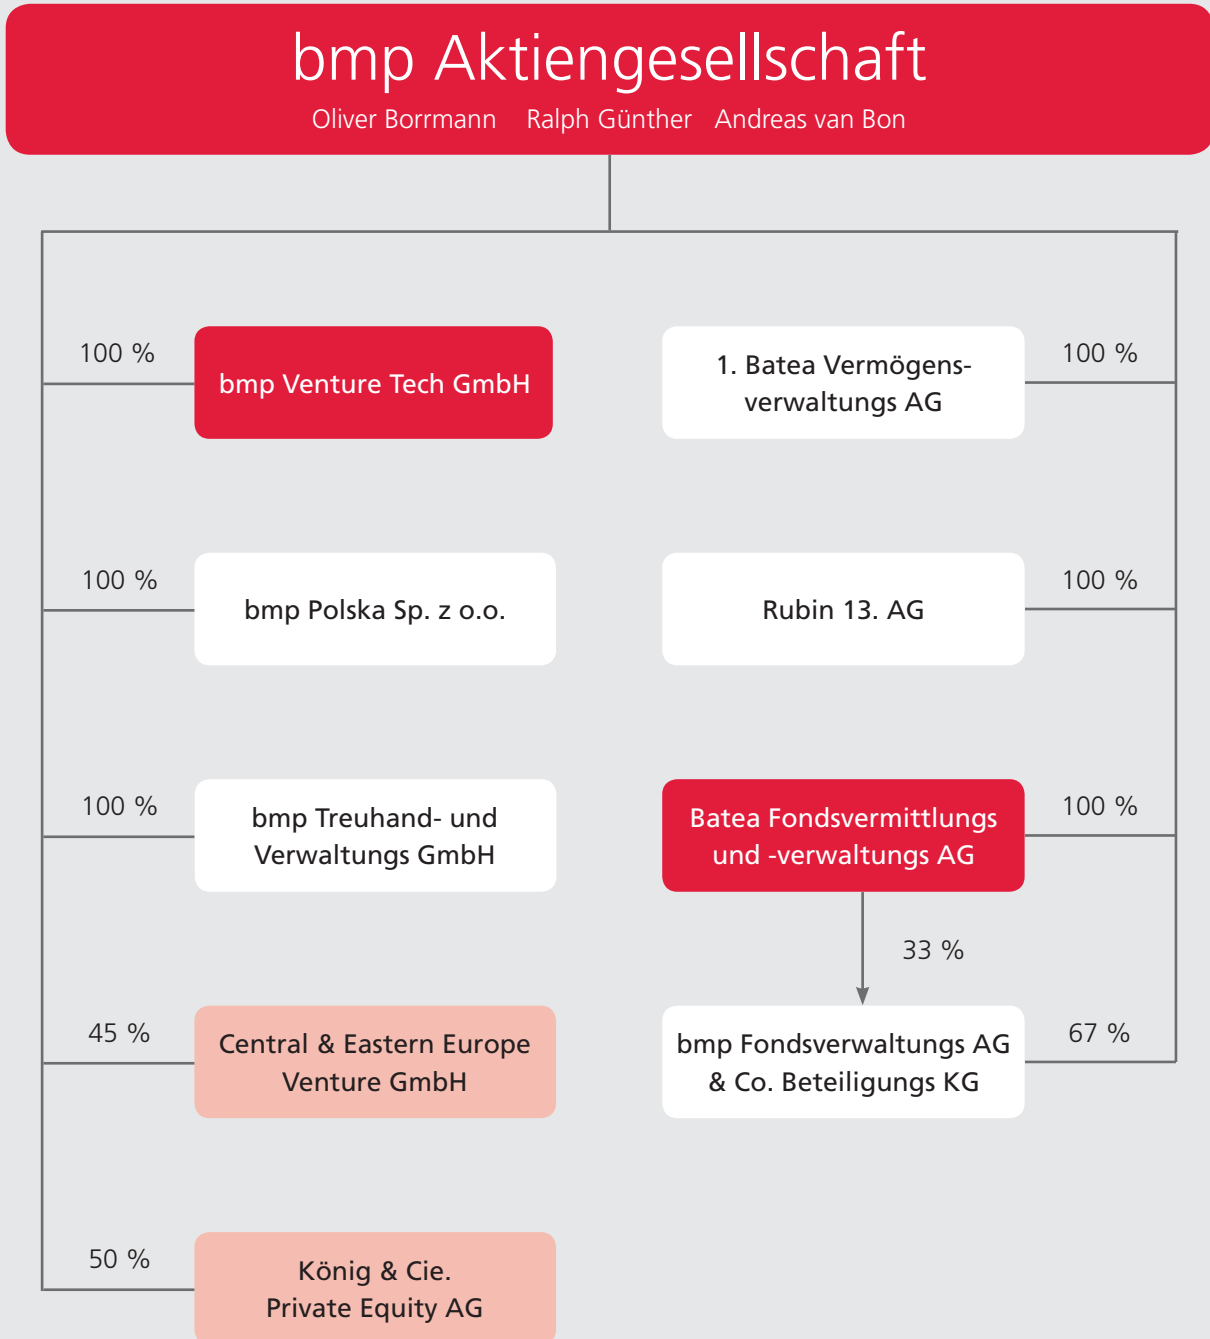 bmp Aktiengesellschaft
Oliver Borrmann Ralph Günther Andreas van Bon
100 %
bmp Venture Tech GmbH
1. Batea Vermögens-
verwaltungs AG
100 %
100 %
bmp Polska Sp. z o.o.
Rubin 13. AG
100 %
100 %
bmp Treuhand- und
Verwaltungs GmbH
Batea Fondsvermittlungs
und -verwaltungs AG
100 %
33 %
45 %
Central & Eastern Europe
Venture GmbH
bmp Fondsverwaltungs AG
& Co. Beteiligungs KG
67 %
50 %
König & Cie.
Private Equity AG